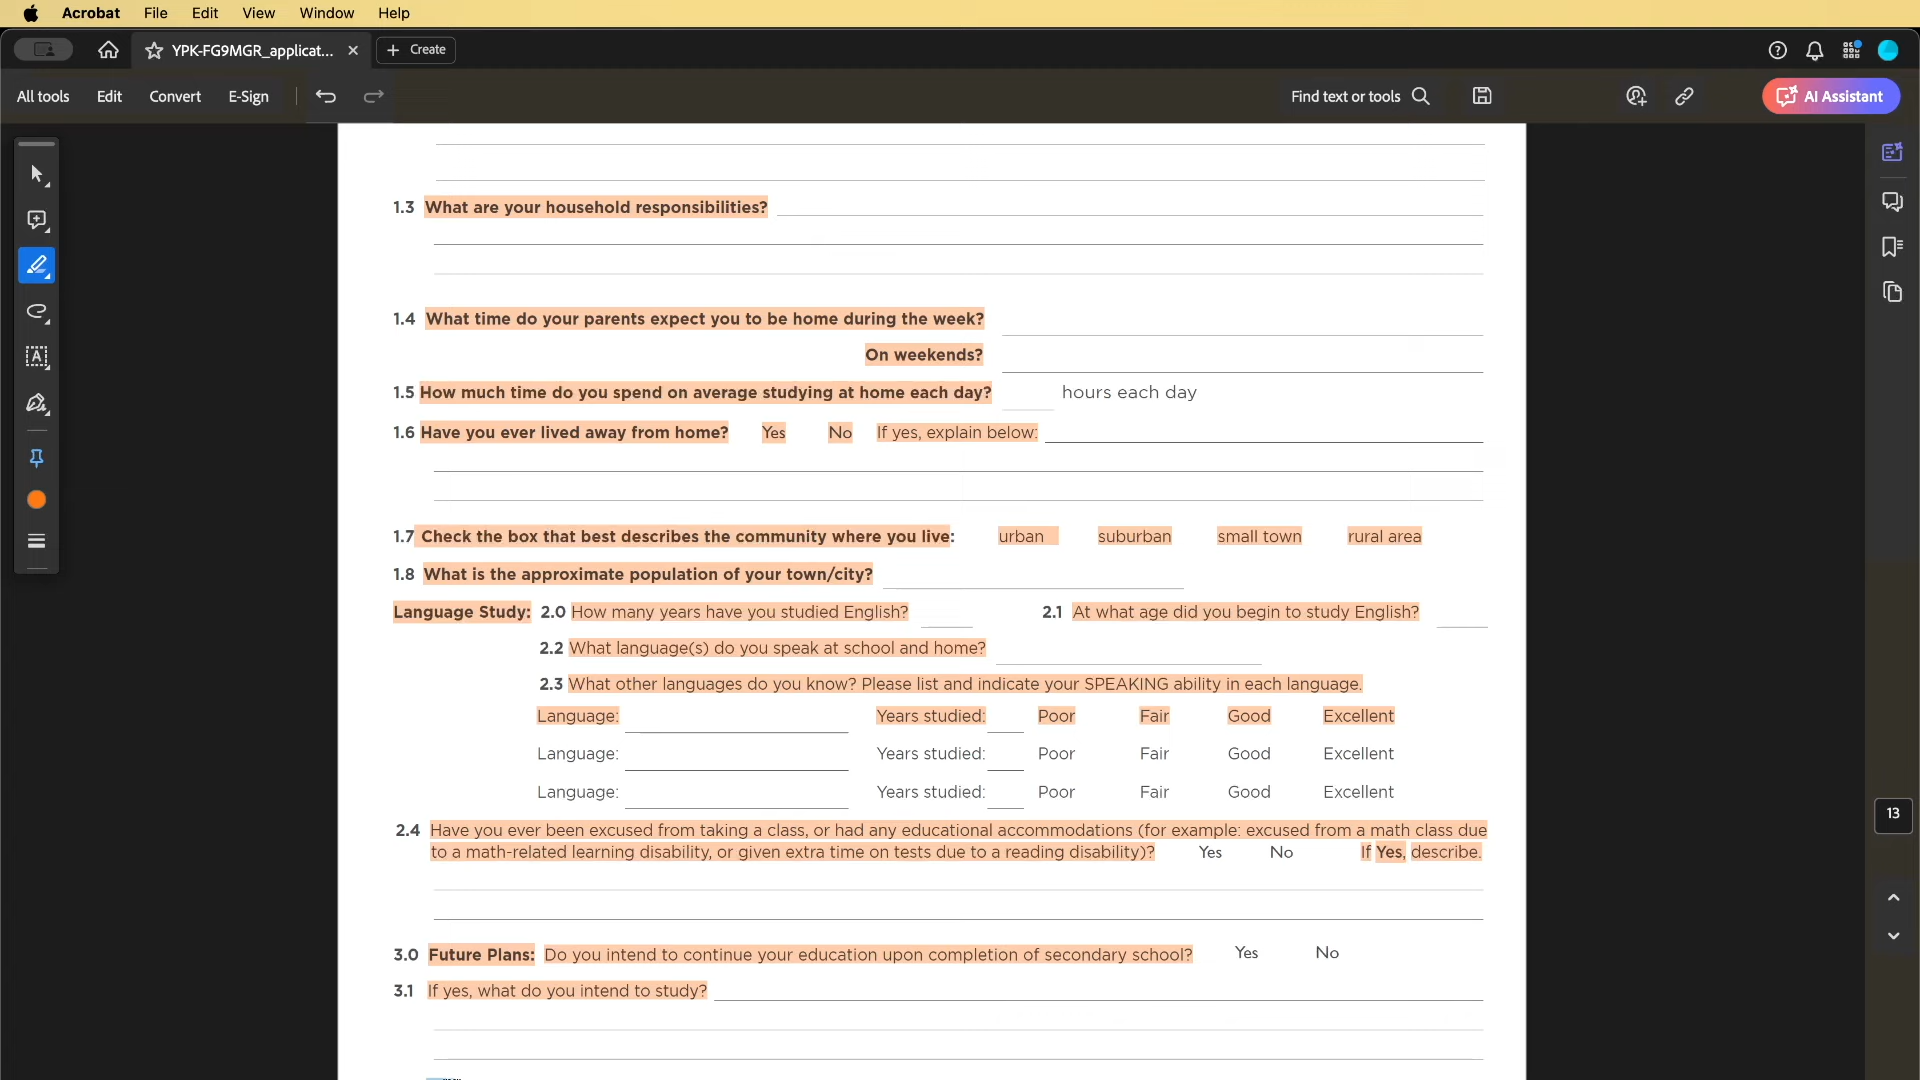 Acrobat File Edit View Window Help
YPK-FG9MGR_applicat... Create
All tools Edit Convert E-Sign Find text or tools AI Assistant
1.3 What are your household responsibilities?
1.4 What time do your parents expect you to be home during the week?
On weekends?
1.5 How much time do you spend on average studying at home each day? hours each day
1.6 Have you ever lived away from home? Yes No If yes, explain below:
1.7 Check the box that best describes the community where you live: urban suburban small town rural area
1.8 What is the approximate population of your town/city?
Language Study: 2.0 How many years have you studied English? 2.1 At what age did you begin to study English?
2.2 What language(s) do you speak at school and home?
2.3 What other languages do you know? Please list and indicate your SPEAKING ability in each language.
Language: Years studied: Poor Fair Good Excellent
Language: Years studied: Poor Fair Good Excellent
Language: Years studied: Poor Fair Good Excellent
13
2.4 Have you ever been excused from taking a class, or had any educational accommodations (for example: excused from a math class due
to a math-related learning disability, or given extra time on tests due to a reading disability)? Yes No If Yes, describe.
3.0 Future Plans: Do you intend to continue your education upon completion of secondary school? Yes No
3.1 If yes, what do you intend to study?